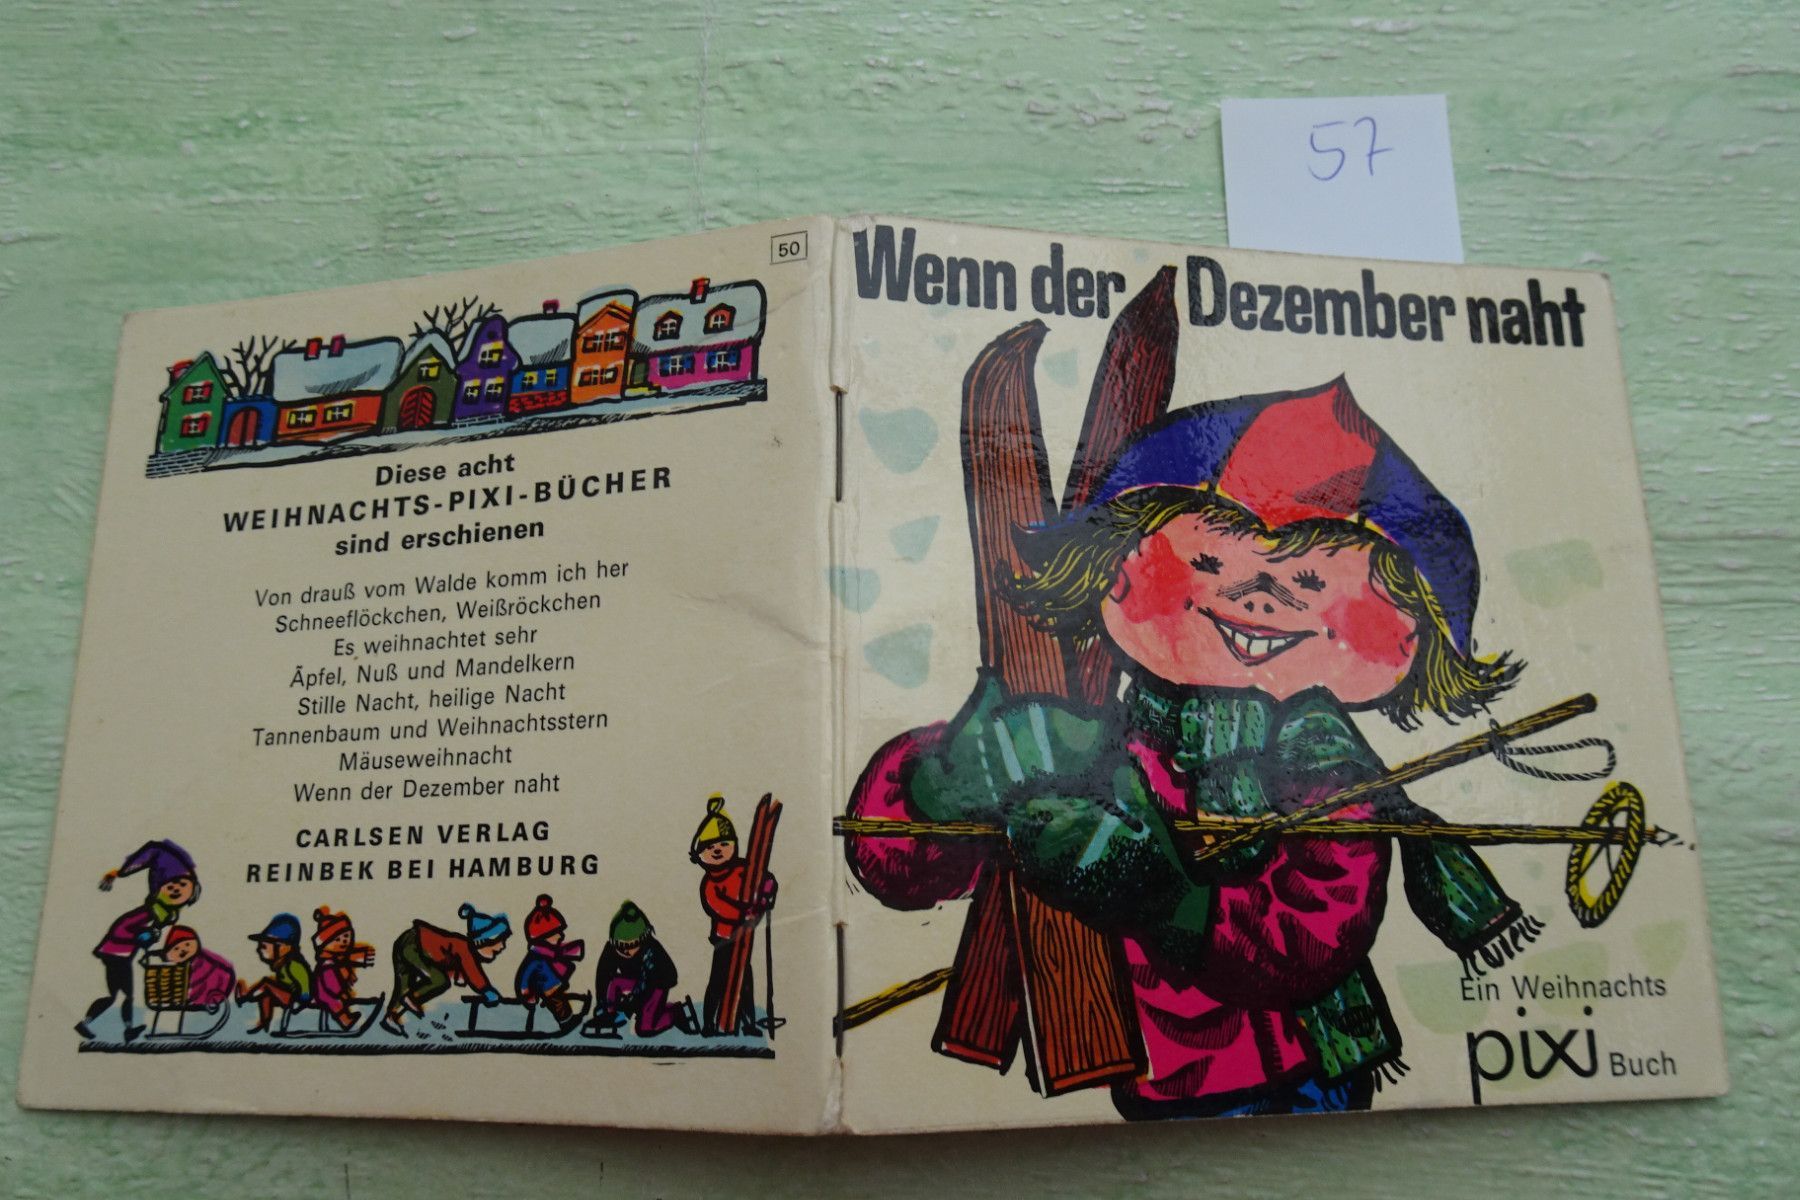 57
50
Diese acht
WEIHNACHTS-PIXI-BÜCHER
sind erschienen
Von drauß vom Walde komm ich her
Schneeflöckchen, Weißröckchen
Es weihnachtet sehr
Äpfel, Nuß und Mandelkern
Stille Nacht, heilige Nacht
Tannenbaum und Weihnachtsstern
Mäuseweihnacht
Wenn der Dezember naht
CARLSEN VERLAG
REINBEK BEI HAMBURG
Wenn der Dezember naht
Ein Weihnachts
pixi Buch